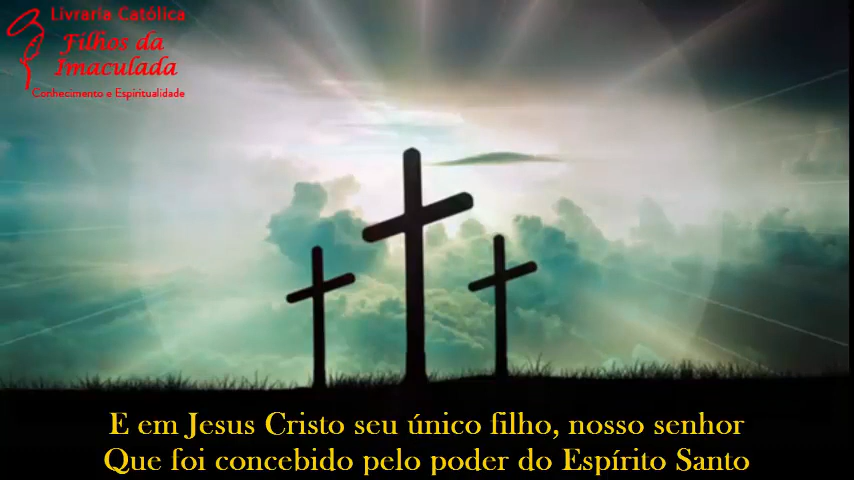 Livraria Católica
Filhos da
Imaculada
Conhecimento e Espiritualidade
E em Jesus Cristo seu único filho, nosso senhor
Que foi concebido pelo poder do Espírito Santo